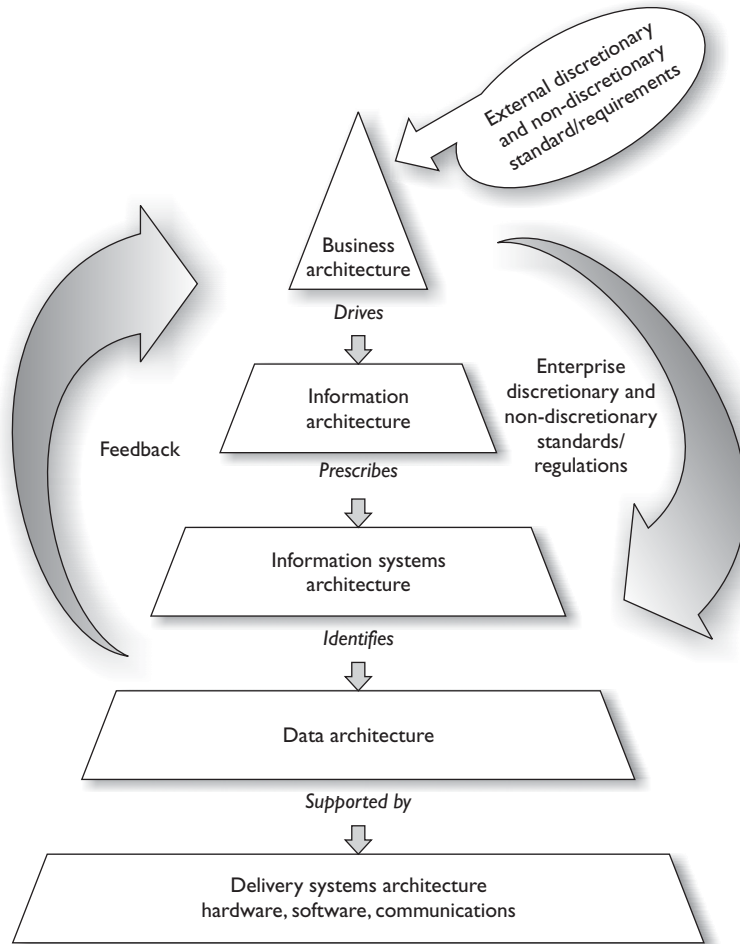 External discretionary
and non-discretionary
standard/requirements
Business
architecture
Drives
Information
architecture
Enterprise
discretionary and
non-discretionary
standards/
regulations
Feedback
Prescribes
Information systems
architecture
Identifies
Data architecture
Supported by
Delivery systems architecture
hardware, software, communications